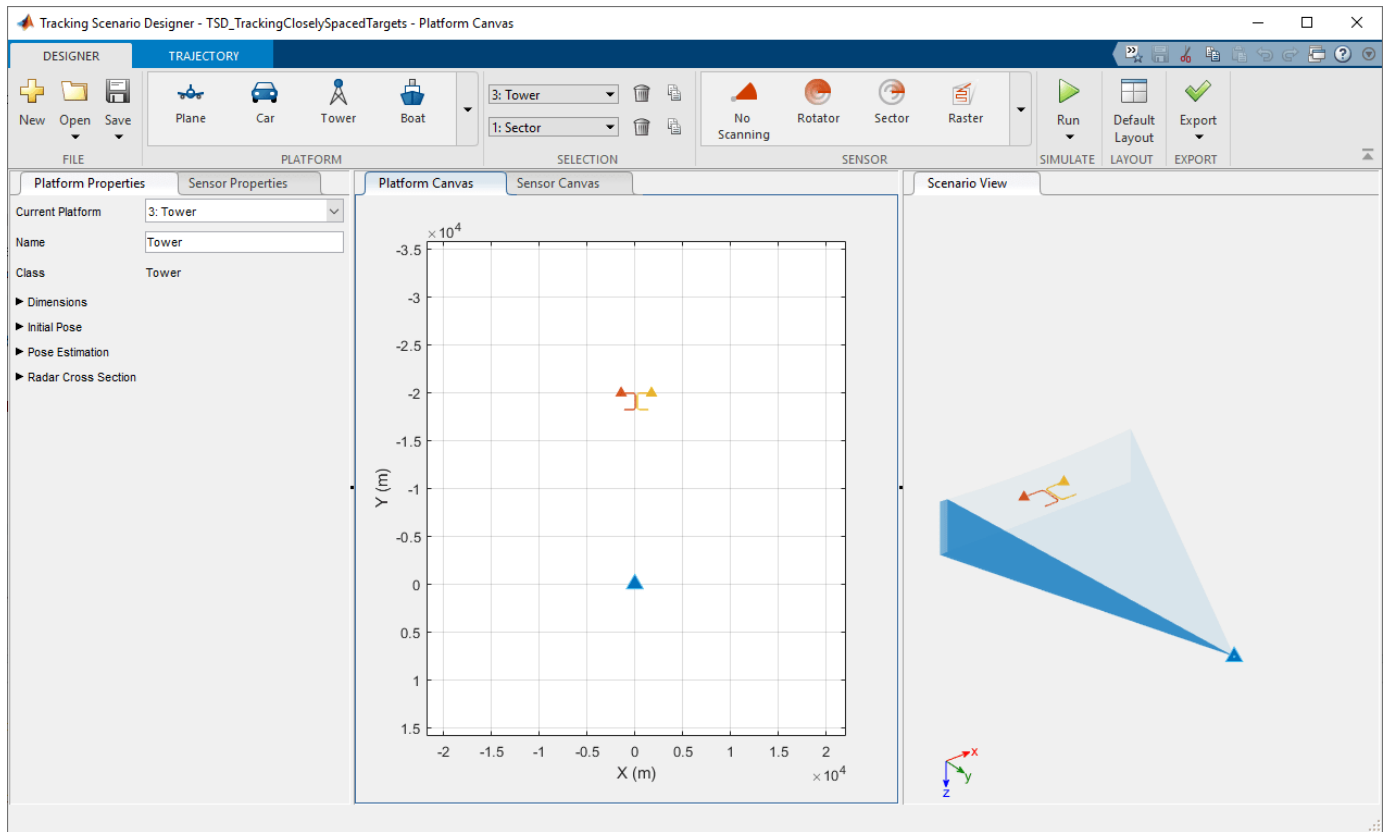 Tracking Scenario Designer - TSD_TrackingCloselySpacedTargets - Platform Canvas
DESIGNER TRAJECTORY
New Open Save
Plane Car Tower Boat
3: Tower
1: Sector
No Scanning Rotator Sector Raster
Run
Default Layout
Export
FILE PLATFORM SELECTION SENSOR SIMULATE LAYOUT EXPORT
Platform Properties Sensor Properties
Current Platform 3: Tower
Name Tower
Class Tower
Dimensions
Initial Pose
Pose Estimation
Radar Cross Section
Platform Canvas Sensor Canvas
×10⁴
-3.5
-3
-2.5
-2
-1.5
-1
-0.5
0
0.5
1
1.5
Y (m)
-2 -1.5 -1 -0.5 0 0.5 1 1.5 2
X (m)
×10⁴
Scenario View
x
y
z